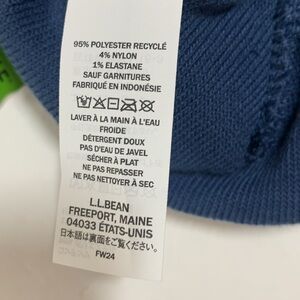 95% POLYESTER RECYCLÉ
4% NYLON
1% ELASTANE
SAUF GARNITURES
FABRIQUÉ EN INDONÉSIE
LAVER À LA MAIN À L'EAU
FROIDE
DÉTERGENT DOUX
PAS D'EAU DE JAVEL
SÉCHER À PLAT
NE PAS REPASSER
NE PAS NETTOYER À SEC
L.L.BEAN
FREEPORT, MAINE
04033 ÉTATS-UNIS
日本語は裏面をご覧ください。
FW24